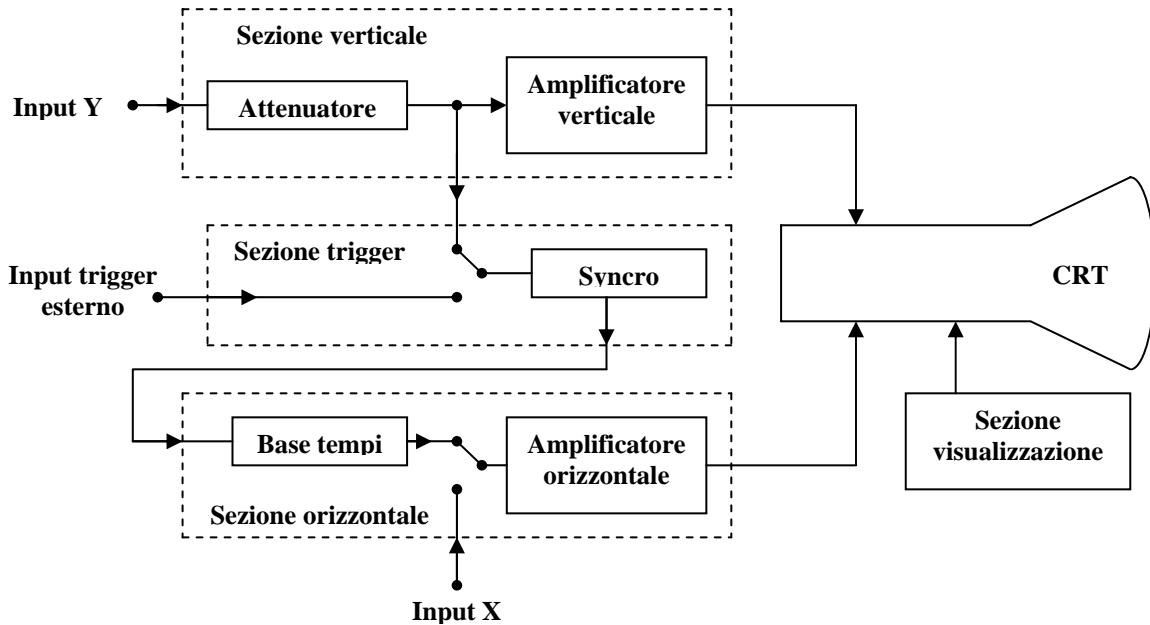 Sezione verticale
Input Y
Attenuatore
Amplificatore
verticale
Sezione trigger
Input trigger
esterno
Syncro
CRT
Base tempi
Amplificatore
orizzontale
Sezione
visualizzazione
Sezione orizzontale
Input X